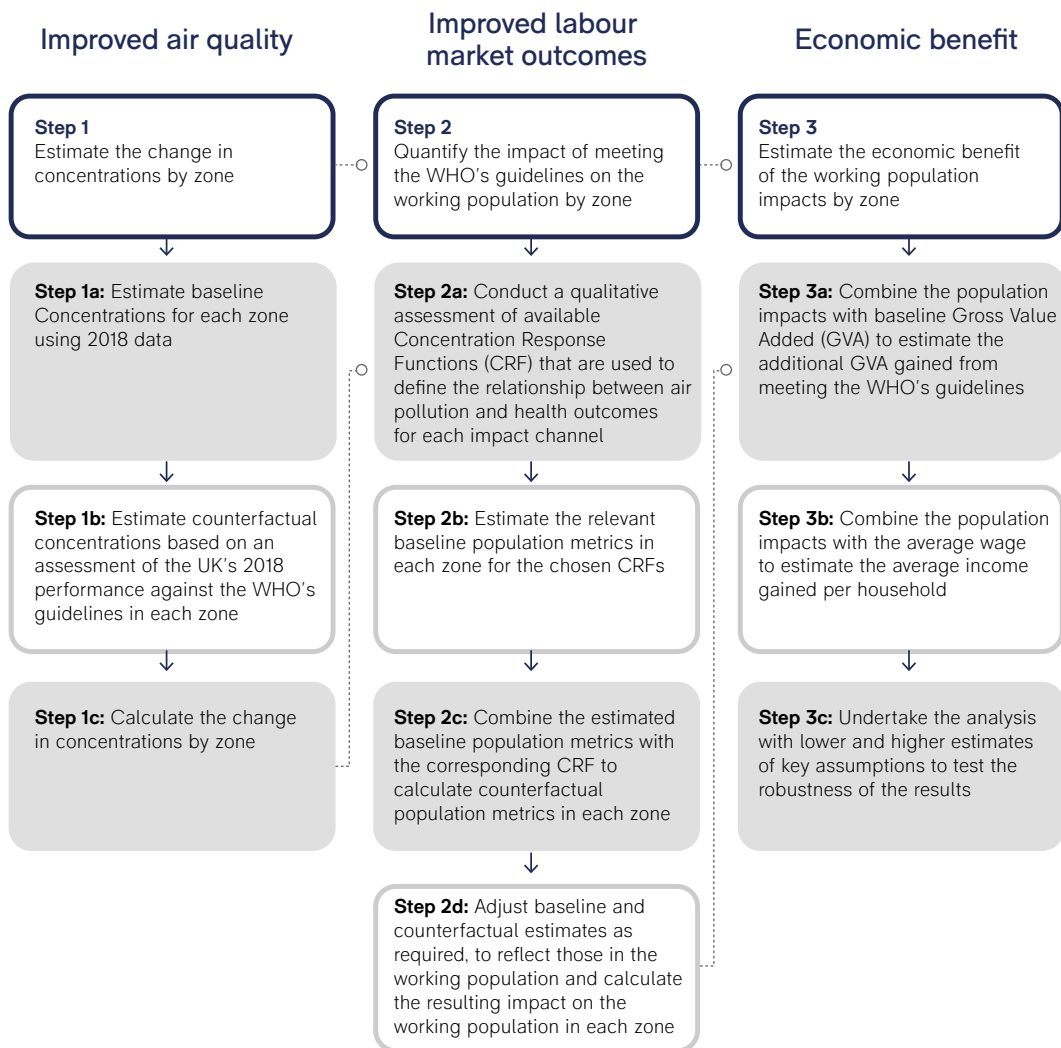 Improved air quality
Improved labour
market outcomes
Economic benefit
Step 1
Estimate the change in
concentrations by zone
Step 2
Quantify the impact of meeting
the WHO's guidelines on the
working population by zone
Step 3
Estimate the economic benefit
of the working population
impacts by zone
Step 1a: Estimate baseline
Concentrations for each zone
using 2018 data
Step 2a: Conduct a qualitative
assessment of available
Concentration Response
Functions (CRF) that are used to
define the relationship between air
pollution and health outcomes
for each impact channel
Step 3a: Combine the population
impacts with baseline Gross Value
Added (GVA) to estimate the
additional GVA gained from
meeting the WHO's guidelines
Step 1b: Estimate counterfactual
concentrations based on an
assessment of the UK's 2018
performance against the WHO's
guidelines in each zone
Step 2b: Estimate the relevant
baseline population metrics in
each zone for the chosen CRFs
Step 3b: Combine the population
impacts with the average wage
to estimate the average income
gained per household
Step 1c: Calculate the change
in concentrations by zone
Step 2c: Combine the estimated
baseline population metrics with
the corresponding CRF to
calculate counterfactual
population metrics in each zone
Step 3c: Undertake the analysis
with lower and higher estimates
of key assumptions to test the
robustness of the results
Step 2d: Adjust baseline and
counterfactual estimates as
required, to reflect those in the
working population and calculate
the resulting impact on the
working population in each zone